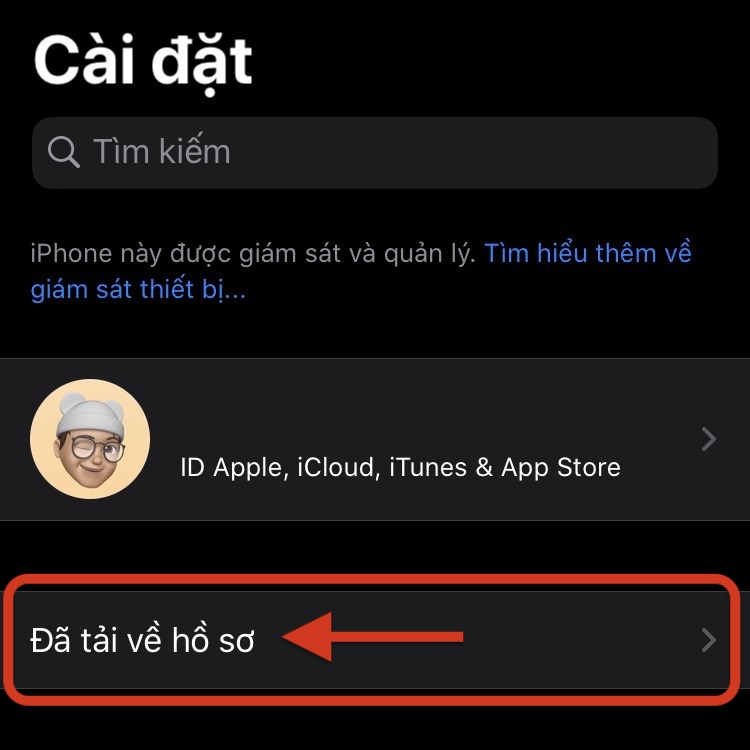 Cài đặt
Tìm kiếm
iPhone này được giám sát và quản lý. Tìm hiểu thêm về
giám sát thiết bị...
ID Apple, iCloud, iTunes & App Store
Đã tải về hồ sơ